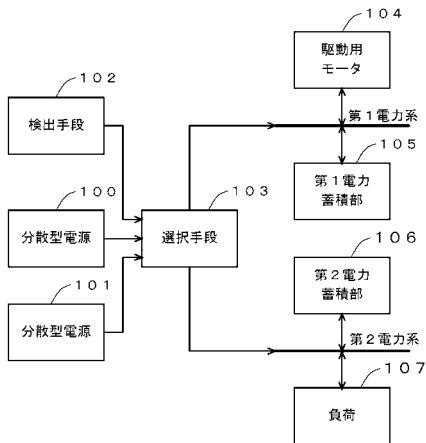 104
駆動用
モータ
102
検出手段
第1電力系
105
103
第1電力
蓄積部
100
分散型電源
選択手段
106
第2電力
蓄積部
101
分散型電源
第2電力系
107
負荷